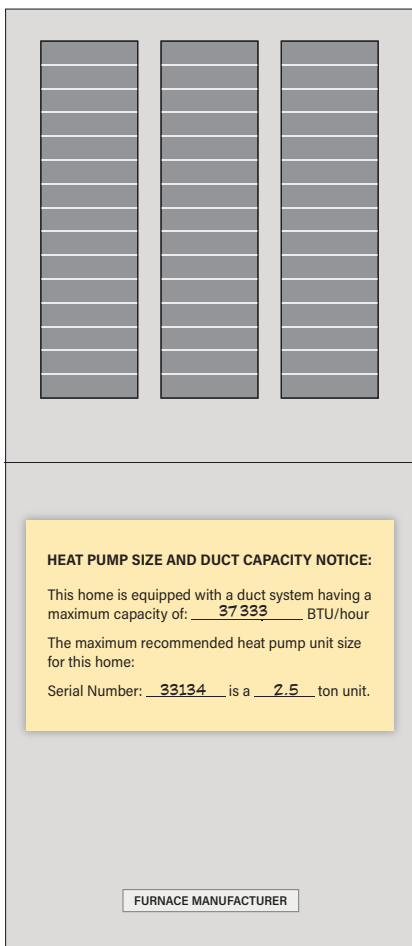 HEAT PUMP SIZE AND DUCT CAPACITY NOTICE:
This home is equipped with a duct system having a
maximum capacity of: 37333 BTU/hour
The maximum recommended heat pump unit size
for this home:
Serial Number: 33134 is a 2.5 ton unit.
FURNACE MANUFACTURER